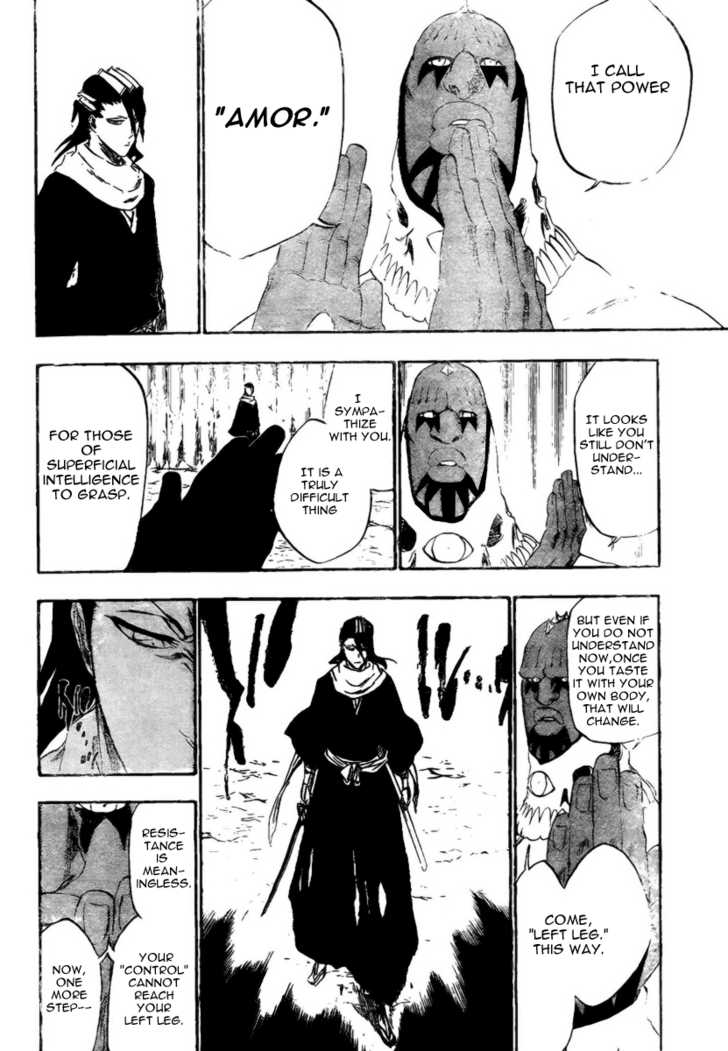 I CALL
THAT POWER
"AMOR."
IT LOOKS
LIKE YOU
STILL DON'T
UNDER-
STAND...
I
SYMPA-
THIZE
WITH YOU.
IT IS A
TRULY
DIFFICULT
THING
FOR THOSE
OF
SUPERFICIAL
INTELLIGENCE
TO GRASP.
BUT EVEN IF
YOU DO NOT
UNDERSTAND
NOW,ONCE
YOU TASTE
IT WITH YOUR
OWN BODY,
THAT WILL
CHANGE.
COME,
"LEFT LEG."
THIS WAY.
RESIS-
TANCE
IS
MEAN-
INGLESS.
YOUR
"CONTROL"
CANNOT
REACH
YOUR
LEFT LEG.
NOW,
ONE
MORE
STEP--